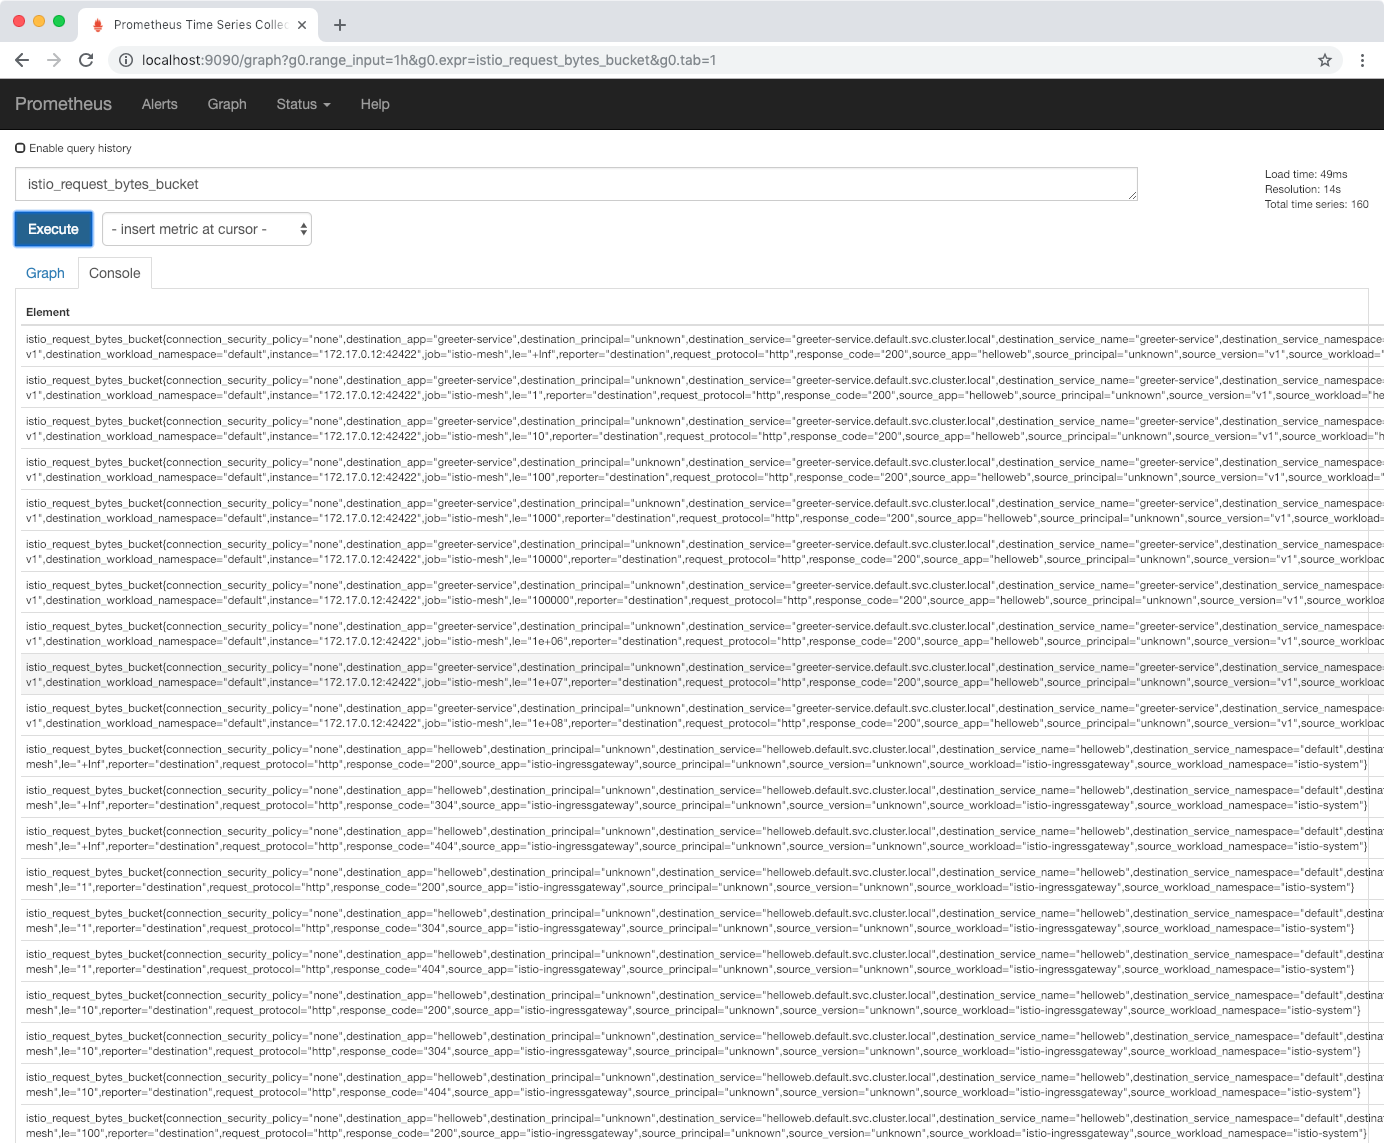 Prometheus Time Series Collec
localhost:9090/graph?g0.range_input=1h&g0.expr=istio_request_bytes_bucket&g0.tab=1
Prometheus Alerts Graph Status Help
Enable query history
istio_request_bytes_bucket
Load time: 49ms
Resolution: 14s
Total time series: 160
Execute - insert metric at cursor -
Graph Console
Element
istio_request_bytes_bucket{connection_security_policy="none",destination_app="greeter-service",destination_principal="unknown",destination_service="greeter-service.default.svc.cluster.local",destination_service_name="greeter-service",destination_service_namespace=
v1",destination_workload_namespace="default",instance="172.17.0.12:42422",job="istio-mesh",le="+Inf",reporter="destination",request_protocol="http",response_code="200",source_app="helloweb",source_principal="unknown",source_version="v1",source_workload="
istio_request_bytes_bucket{connection_security_policy="none",destination_app="greeter-service",destination_principal="unknown",destination_service="greeter-service.default.svc.cluster.local",destination_service_name="greeter-service",destination_service_namespace=
v1",destination_workload_namespace="default",instance="172.17.0.12:42422",job="istio-mesh",le="1",reporter="destination",request_protocol="http",response_code="200",source_app="helloweb",source_principal="unknown",source_version="v1",source_workload="he
istio_request_bytes_bucket{connection_security_policy="none",destination_app="greeter-service",destination_principal="unknown",destination_service="greeter-service.default.svc.cluster.local",destination_service_name="greeter-service",destination_service_namespace=
v1",destination_workload_namespace="default",instance="172.17.0.12:42422",job="istio-mesh",le="10",reporter="destination",request_protocol="http",response_code="200",source_app="helloweb",source_principal="unknown",source_version="v1",source_workload="h
istio_request_bytes_bucket{connection_security_policy="none",destination_app="greeter-service",destination_principal="unknown",destination_service="greeter-service.default.svc.cluster.local",destination_service_name="greeter-service",destination_service_namespace=
v1",destination_workload_namespace="default",instance="172.17.0.12:42422",job="istio-mesh",le="100",reporter="destination",request_protocol="http",response_code="200",source_app="helloweb",source_principal="unknown",source_version="v1",source_workload="
istio_request_bytes_bucket{connection_security_policy="none",destination_app="greeter-service",destination_principal="unknown",destination_service="greeter-service.default.svc.cluster.local",destination_service_name="greeter-service",destination_service_namespace=
v1",destination_workload_namespace="default",instance="172.17.0.12:42422",job="istio-mesh",le="1000",reporter="destination",request_protocol="http",response_code="200",source_app="helloweb",source_principal="unknown",source_version="v1",source_workload=
istio_request_bytes_bucket{connection_security_policy="none",destination_app="greeter-service",destination_principal="unknown",destination_service="greeter-service.default.svc.cluster.local",destination_service_name="greeter-service",destination_service_namespace=
v1",destination_workload_namespace="default",instance="172.17.0.12:42422",job="istio-mesh",le="10000",reporter="destination",request_protocol="http",response_code="200",source_app="helloweb",source_principal="unknown",source_version="v1",source_workload
istio_request_bytes_bucket{connection_security_policy="none",destination_app="greeter-service",destination_principal="unknown",destination_service="greeter-service.default.svc.cluster.local",destination_service_name="greeter-service",destination_service_namespace=
v1",destination_workload_namespace="default",instance="172.17.0.12:42422",job="istio-mesh",le="100000",reporter="destination",request_protocol="http",response_code="200",source_app="helloweb",source_principal="unknown",source_version="v1",source_workloa
istio_request_bytes_bucket{connection_security_policy="none",destination_app="greeter-service",destination_principal="unknown",destination_service="greeter-service.default.svc.cluster.local",destination_service_name="greeter-service",destination_service_namespace=
v1",destination_workload_namespace="default",instance="172.17.0.12:42422",job="istio-mesh",le="1e+06",reporter="destination",request_protocol="http",response_code="200",source_app="helloweb",source_principal="unknown",source_version="v1",source_workload
istio_request_bytes_bucket{connection_security_policy="none",destination_app="greeter-service",destination_principal="unknown",destination_service="greeter-service.default.svc.cluster.local",destination_service_name="greeter-service",destination_service_namespace=
v1",destination_workload_namespace="default",instance="172.17.0.12:42422",job="istio-mesh",le="1e+07",reporter="destination",request_protocol="http",response_code="200",source_app="helloweb",source_principal="unknown",source_version="v1",source_workload
istio_request_bytes_bucket{connection_security_policy="none",destination_app="greeter-service",destination_principal="unknown",destination_service="greeter-service.default.svc.cluster.local",destination_service_name="greeter-service",destination_service_namespace=
v1",destination_workload_namespace="default",instance="172.17.0.12:42422",job="istio-mesh",le="1e+08",reporter="destination",request_protocol="http",response_code="200",source_app="helloweb",source_principal="unknown",source_version="v1",source_workload
istio_request_bytes_bucket{connection_security_policy="none",destination_app="helloweb",destination_principal="unknown",destination_service="helloweb.default.svc.cluster.local",destination_service_name="helloweb",destination_service_namespace="default",destina
mesh",le="+Inf",reporter="destination",request_protocol="http",response_code="200",source_app="istio-ingressgateway",source_principal="unknown",source_version="unknown",source_workload="istio-ingressgateway",source_workload_namespace="istio-system"}
istio_request_bytes_bucket{connection_security_policy="none",destination_app="helloweb",destination_principal="unknown",destination_service="helloweb.default.svc.cluster.local",destination_service_name="helloweb",destination_service_namespace="default",destina
mesh",le="+Inf",reporter="destination",request_protocol="http",response_code="304",source_app="istio-ingressgateway",source_principal="unknown",source_version="unknown",source_workload="istio-ingressgateway",source_workload_namespace="istio-system"}
istio_request_bytes_bucket{connection_security_policy="none",destination_app="helloweb",destination_principal="unknown",destination_service="helloweb.default.svc.cluster.local",destination_service_name="helloweb",destination_service_namespace="default",destina
mesh",le="+Inf",reporter="destination",request_protocol="http",response_code="404",source_app="istio-ingressgateway",source_principal="unknown",source_version="unknown",source_workload="istio-ingressgateway",source_workload_namespace="istio-system"}
istio_request_bytes_bucket{connection_security_policy="none",destination_app="helloweb",destination_principal="unknown",destination_service="helloweb.default.svc.cluster.local",destination_service_name="helloweb",destination_service_namespace="default",destinat
mesh",le="1",reporter="destination",request_protocol="http",response_code="200",source_app="istio-ingressgateway",source_principal="unknown",source_version="unknown",source_workload="istio-ingressgateway",source_workload_namespace="istio-system"}
istio_request_bytes_bucket{connection_security_policy="none",destination_app="helloweb",destination_principal="unknown",destination_service="helloweb.default.svc.cluster.local",destination_service_name="helloweb",destination_service_namespace="default",destinat
mesh",le="1",reporter="destination",request_protocol="http",response_code="304",source_app="istio-ingressgateway",source_principal="unknown",source_version="unknown",source_workload="istio-ingressgateway",source_workload_namespace="istio-system"}
istio_request_bytes_bucket{connection_security_policy="none",destination_app="helloweb",destination_principal="unknown",destination_service="helloweb.default.svc.cluster.local",destination_service_name="helloweb",destination_service_namespace="default",destinat
mesh",le="1",reporter="destination",request_protocol="http",response_code="404",source_app="istio-ingressgateway",source_principal="unknown",source_version="unknown",source_workload="istio-ingressgateway",source_workload_namespace="istio-system"}
istio_request_bytes_bucket{connection_security_policy="none",destination_app="helloweb",destination_principal="unknown",destination_service="helloweb.default.svc.cluster.local",destination_service_name="helloweb",destination_service_namespace="default",destinat
mesh",le="10",reporter="destination",request_protocol="http",response_code="200",source_app="istio-ingressgateway",source_principal="unknown",source_version="unknown",source_workload="istio-ingressgateway",source_workload_namespace="istio-system"}
istio_request_bytes_bucket{connection_security_policy="none",destination_app="helloweb",destination_principal="unknown",destination_service="helloweb.default.svc.cluster.local",destination_service_name="helloweb",destination_service_namespace="default",destinat
mesh",le="10",reporter="destination",request_protocol="http",response_code="304",source_app="istio-ingressgateway",source_principal="unknown",source_version="unknown",source_workload="istio-ingressgateway",source_workload_namespace="istio-system"}
istio_request_bytes_bucket{connection_security_policy="none",destination_app="helloweb",destination_principal="unknown",destination_service="helloweb.default.svc.cluster.local",destination_service_name="helloweb",destination_service_namespace="default",destinat
mesh",le="10",reporter="destination",request_protocol="http",response_code="404",source_app="istio-ingressgateway",source_principal="unknown",source_version="unknown",source_workload="istio-ingressgateway",source_workload_namespace="istio-system"}
istio_request_bytes_bucket{connection_security_policy="none",destination_app="helloweb",destination_principal="unknown",destination_service="helloweb.default.svc.cluster.local",destination_service_name="helloweb",destination_service_namespace="default",destinat
mesh",le="100",reporter="destination",request_protocol="http",response_code="200",source_app="istio-ingressgateway",source_principal="unknown",source_version="unknown",source_workload="istio-ingressgateway",source_workload_namespace="istio-system"}